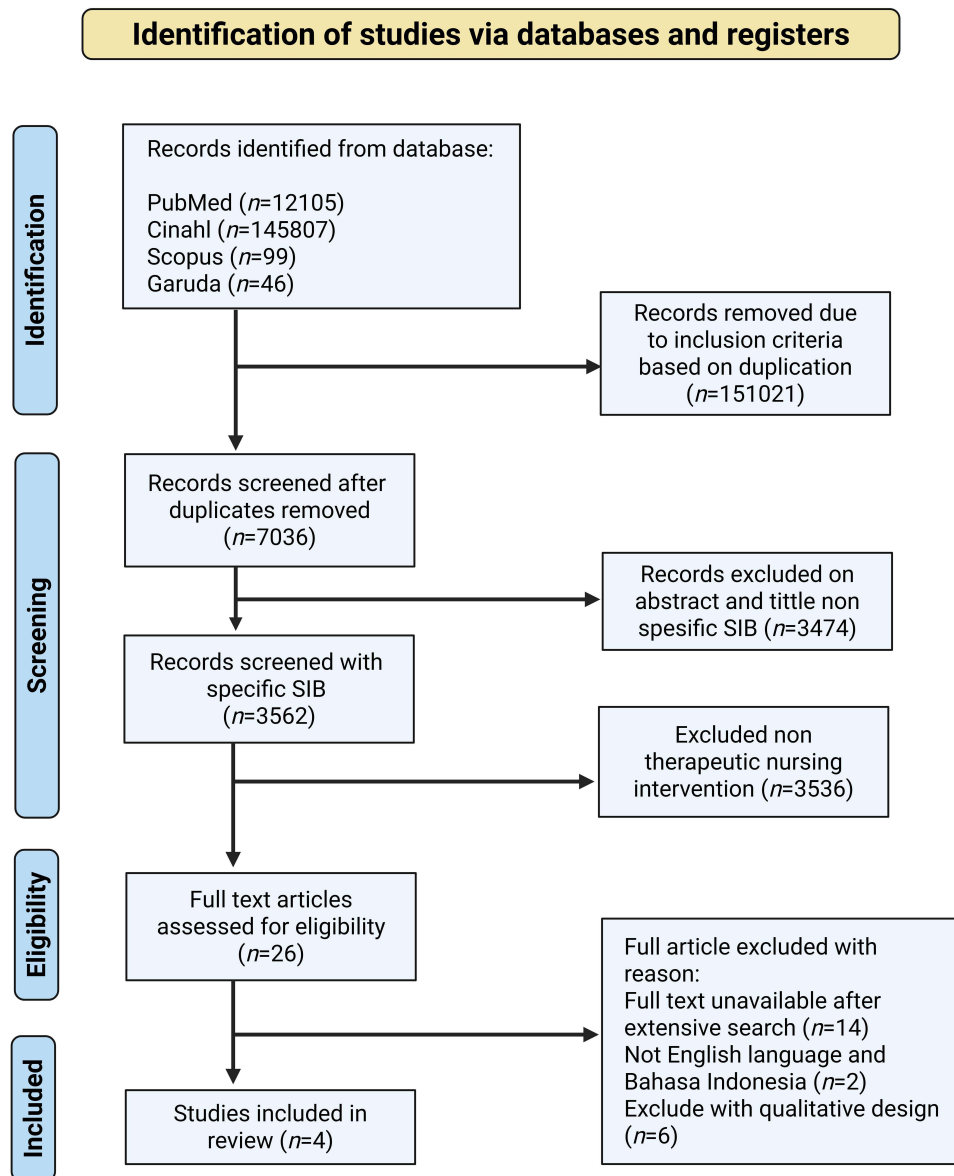 Identification of studies via databases and registers
Identification
Records identified from database:
PubMed (n=12105)
Cinahl (n=145807)
Scopus (n=99)
Garuda (n=46)
Records removed due
to inclusion criteria
based on duplication
(n=151021)
Screening
Records screened after
duplicates removed
(n=7036)
Records excluded on
abstract and tittle non
spesific SIB (n=3474)
Records screened with
specific SIB
(n=3562)
Excluded non
therapeutic nursing
intervention (n=3536)
Eligibility
Full text articles
assessed for eligibility
(n=26)
Full article excluded with
reason:
Full text unavailable after
extensive search (n=14)
Not English language and
Bahasa Indonesia (n=2)
Exclude with qualitative design
(n=6)
Included
Studies included in
review (n=4)